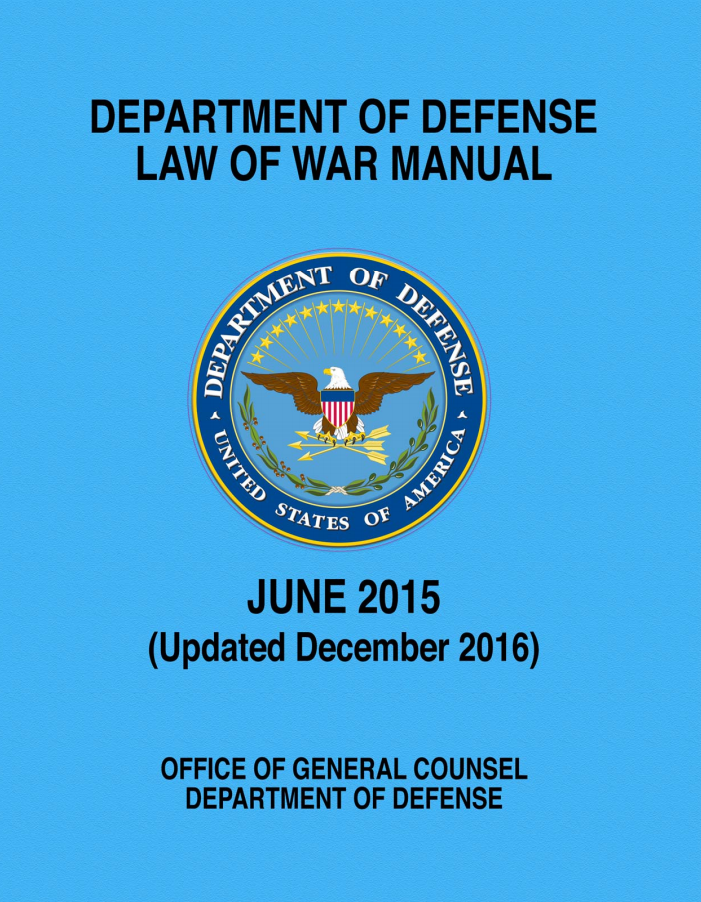 DEPARTMENT OF DEFENSE
LAW OF WAR MANUAL
DEPARTMENT OF DEFENSE
UNITED STATES OF AMERICA
JUNE 2015
(Updated December 2016)
OFFICE OF GENERAL COUNSEL
DEPARTMENT OF DEFENSE